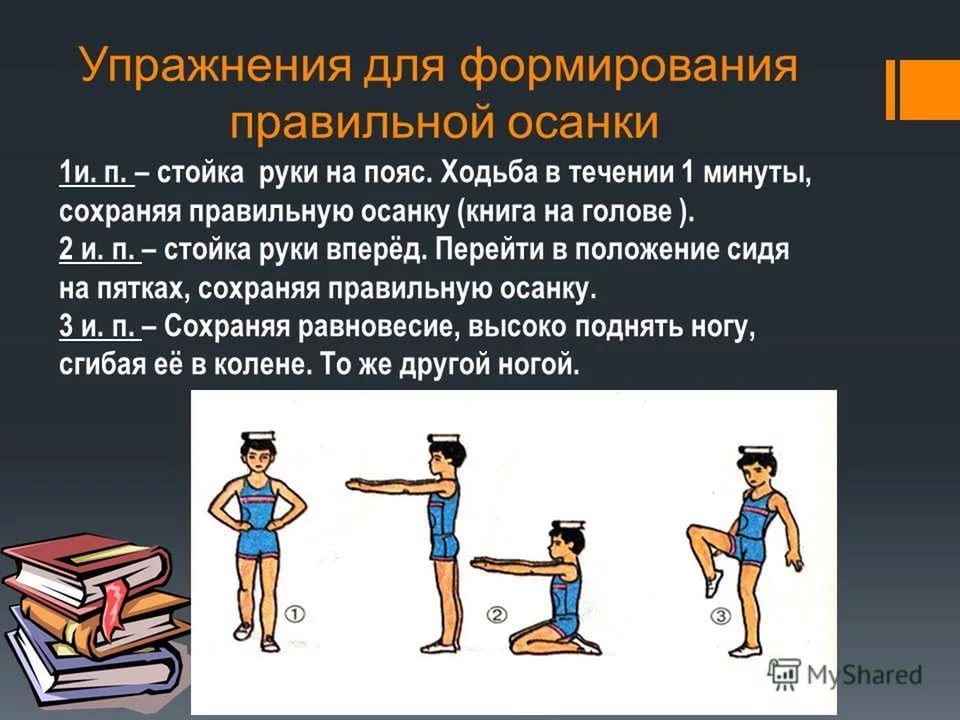 Упражнения для формирования
правильной осанки
1и. п. – стойка  руки на пояс. Ходьба в течении 1 минуты,
сохраняя правильную осанку (книга на голове ).
2 и. п. – стойка руки вперёд. Перейти в положение сидя
на пятках, сохраняя правильную осанку.
3 и. п. – Сохраняя равновесие, высоко поднять ногу,
сгибая её в колене. То же другой ногой.
1
2
3
MyShared